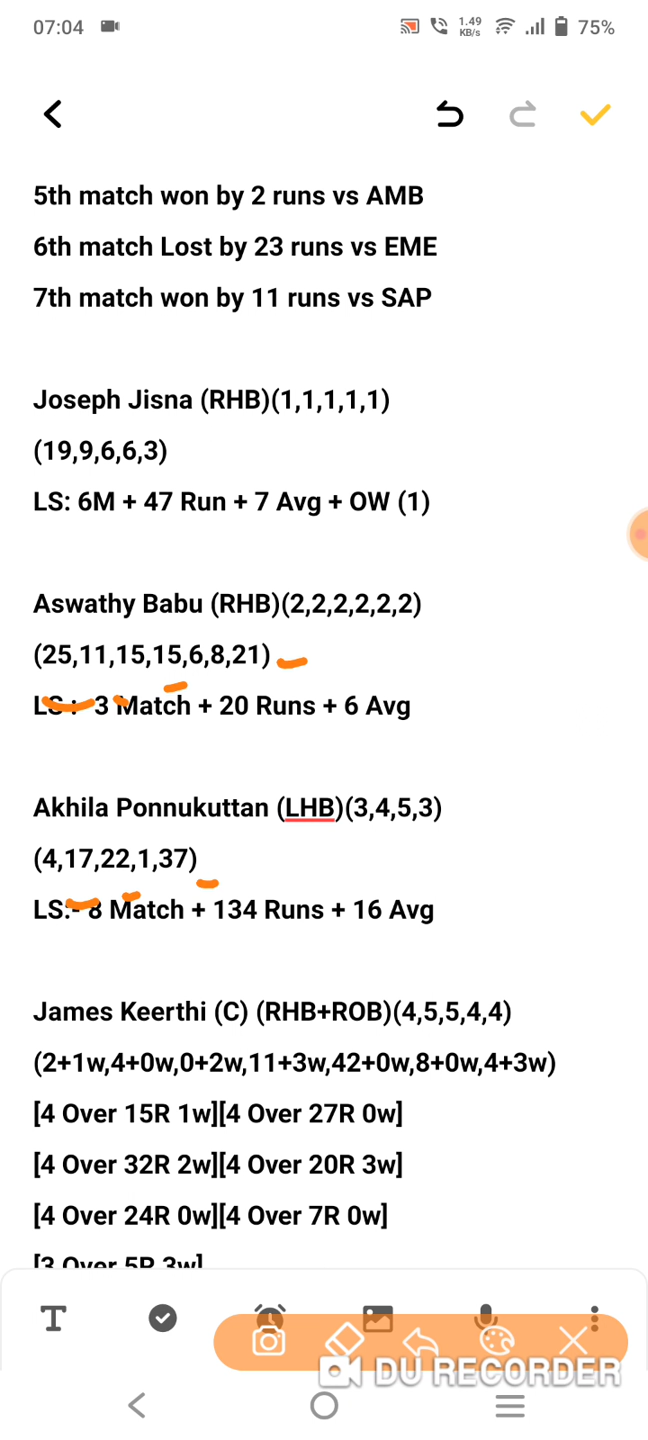 07:04
1.49 KB/s 75%
5th match won by 2 runs vs AMB
6th match Lost by 23 runs vs EME
7th match won by 11 runs vs SAP
Joseph Jisna (RHB)(1,1,1,1,1)
(19,9,6,6,3)
LS: 6M + 47 Run + 7 Avg + OW (1)
Aswathy Babu (RHB)(2,2,2,2,2,2)
(25,11,15,15,6,8,21)
LS :- 3 Match + 20 Runs + 6 Avg
Akhila Ponnukuttan (LHB)(3,4,5,3)
(4,17,22,1,37)
LS:- 8 Match + 134 Runs + 16 Avg
James Keerthi (C) (RHB+ROB)(4,5,5,4,4)
(2+1w,4+0w,0+2w,11+3w,42+0w,8+0w,4+3w)
[4 Over 15R 1w][4 Over 27R 0w]
[4 Over 32R 2w][4 Over 20R 3w]
[4 Over 24R 0w][4 Over 7R 0w]
[3 Over 5R 3w]
T
DU RECORDER